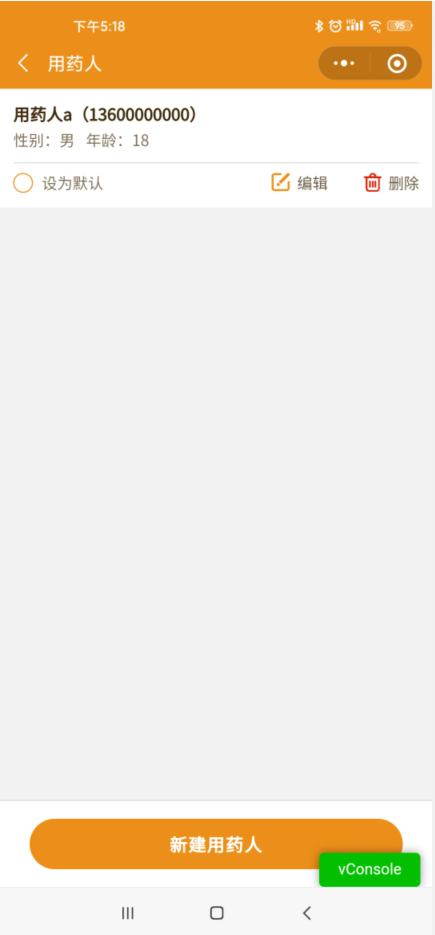 下午5:18
HD
95
用药人
用药人a（13600000000）
性别：男 年龄：18
设为默认 编辑 删除
新建用药人
vConsole